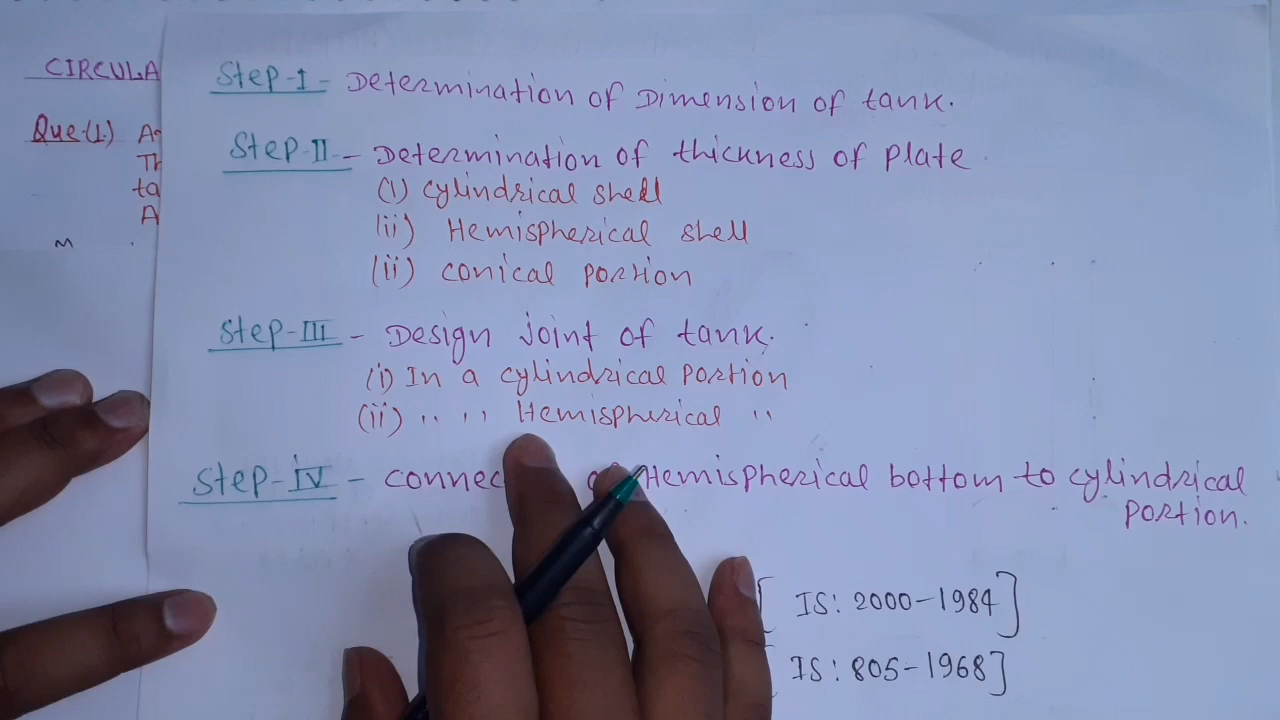 CIRCULA
Que.(1.) A
Th
ta
A
Step-I - Determination of Dimension of tank.
Step-II - Determination of thickness of plate
(i) cylindrical shell
(ii) Hemispherical shell
(ii) conical portion
Step-III - Design joint of tank.
(i) In a cylindrical portion
(ii) ,, ,, Hemispherical ,,
Step-IV - connec Hemispherical bottom to cylindrical
portion.
[IS: 2000-1984]
IS: 805-1968]